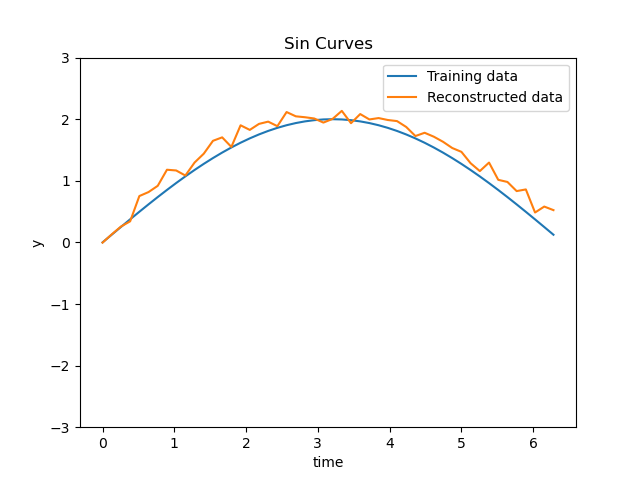 Sin Curves
Training data
Reconstructed data
3
2
1
0
−1
−2
−3
y
0 1 2 3 4 5 6
time